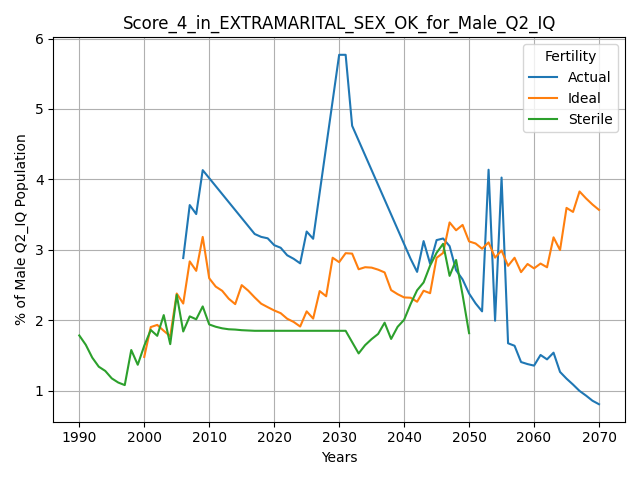 Score_4_in_EXTRAMARITAL_SEX_OK_for_Male_Q2_IQ
Fertility
Actual
Ideal
Sterile
% of Male Q2_IQ Population
6
5
4
3
2
1
1990 2000 2010 2020 2030 2040 2050 2060 2070
Years